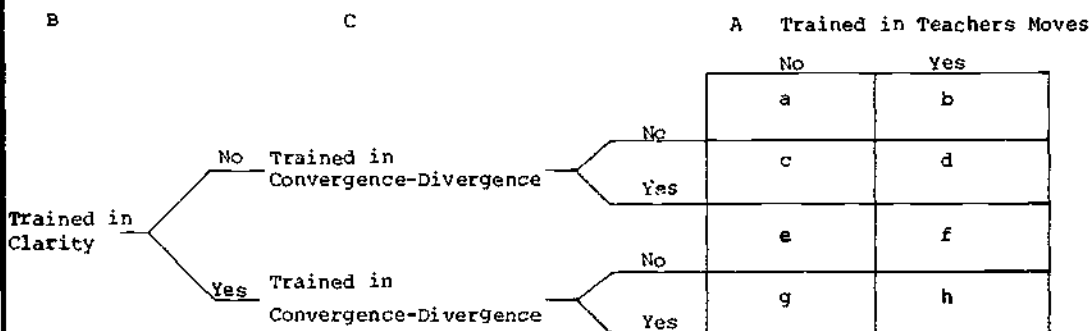 B C A Trained in Teachers Moves
No Yes
a b
No
No Trained in c d
Convergence-Divergence
Yes
Trained in
Clarity e f
No
Yes Trained in
Convergence-Divergence g h
Yes